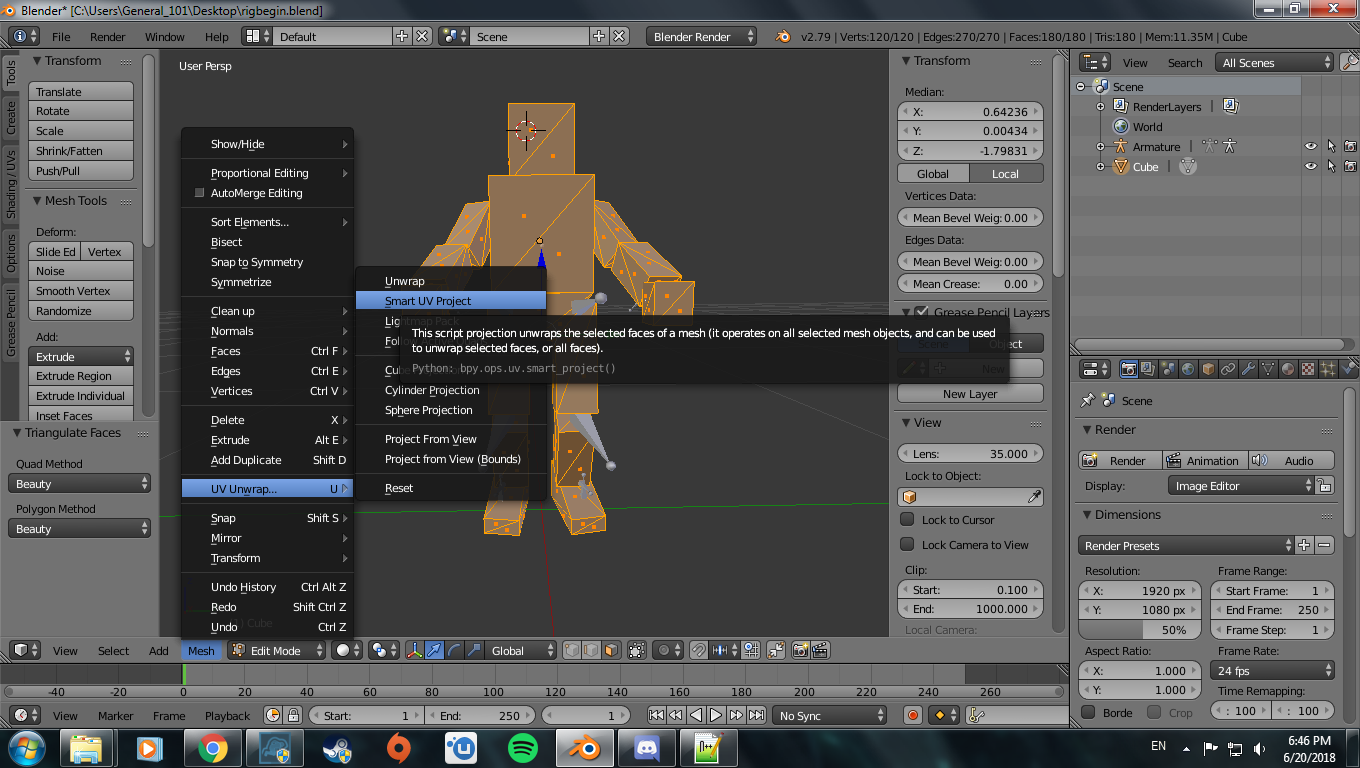 Blender* [C:\Users\General_101\Desktop\rigbegin.blend]
File Render Window Help Default Scene Blender Render v2.79 | Verts:120/120 | Edges:270/270 | Faces:180/180 | Tris:180 | Mem:11.35M | Cube
Tools
Create
Shading / UVs
Options
Grease Pencil
Transform
Translate
Rotate
Scale
Shrink/Fatten
Push/Pull
Mesh Tools
Deform:
Slide Ed Vertex
Noise
Smooth Vertex
Randomize
Add:
Extrude
Extrude Region
Extrude Individual
Inset Faces
Triangulate Faces
Quad Method
Beauty
Polygon Method
Beauty
User Persp
Show/Hide
Proportional Editing
AutoMerge Editing
Sort Elements...
Bisect
Snap to Symmetry
Symmetrize
Clean up
Normals
Faces Ctrl F
Edges Ctrl E
Vertices Ctrl V
Delete X
Extrude Alt E
Add Duplicate Shift D
UV Unwrap... U
Snap Shift S
Mirror
Transform
Undo History Ctrl Alt Z
Redo Shift Ctrl Z
Undo Ctrl Z
Cube
Unwrap
Smart UV Project
Lightmap Pack
This script projection unwraps the selected faces of a mesh (it operates on all selected mesh objects, and can be used
to unwrap selected faces, or all faces).
Python: bpy.ops.uv.smart_project()
Cylinder Projection
Sphere Projection
Project From View
Project from View (Bounds)
Reset
Transform
Median:
X: 0.64236
Y: 0.00434
Z: -1.79831
Global Local
Vertices Data:
Mean Bevel Weig: 0.00
Edges Data:
Mean Bevel Weig: 0.00
Mean Crease: 0.00
Grease Pencil Layers
Scene Object
New
New Layer
View
Lens: 35.000
Lock to Object:
Lock to Cursor
Lock Camera to View
Clip:
Start: 0.100
End: 1000.000
Local Camera:
View Search All Scenes
Scene
RenderLayers |
World
Armature |
Cube |
Scene
Render
Render Animation Audio
Display: Image Editor
Dimensions
Render Presets
Resolution: Frame Range:
X: 1920 px Start Frame: 1
Y: 1080 px End Frame: 250
50% Frame Step: 1
Aspect Ratio: Frame Rate:
X: 1.000 24 fps
Y: 1.000 Time Remapping:
Borde Crop : 100 : 100
View Select Add Mesh Edit Mode Global
-40 -20 0 20 40 60 80 100 120 140 160 180 200 220 240 260
View Marker Frame Playback Start: 1 End: 250 1 No Sync
EN 6:46 PM
6/20/2018